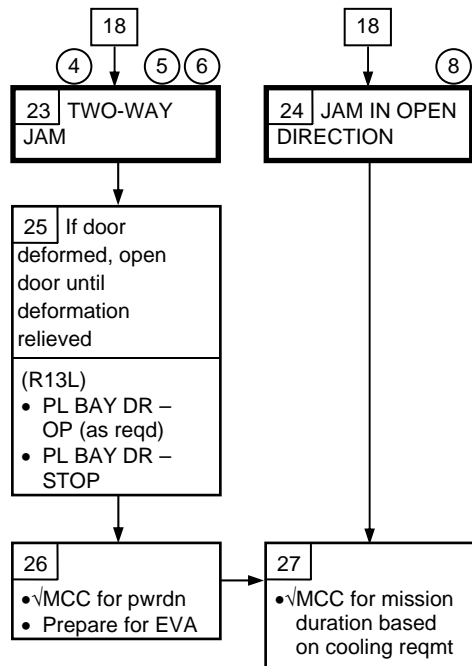 18
4 5 6
23 TWO-WAY
JAM
25 If door
deformed, open
door until
deformation
relieved
(R13L)
• PL BAY DR –
OP (as reqd)
• PL BAY DR –
STOP
26
•√MCC for pwrdn
• Prepare for EVA
18
8
24 JAM IN OPEN
DIRECTION
27
•√MCC for mission
duration based
on cooling reqmt